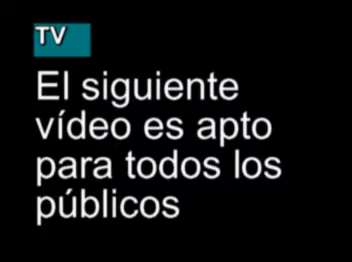 TV
El siguiente
vídeo es apto
para todos los
públicos